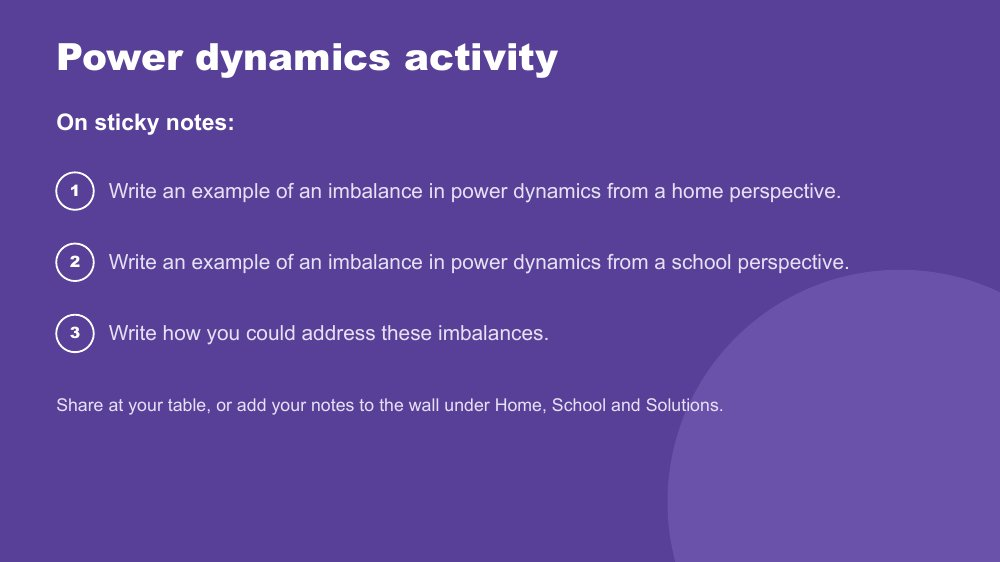 Power dynamics activity
On sticky notes:
1 Write an example of an imbalance in power dynamics from a home perspective.
2 Write an example of an imbalance in power dynamics from a school perspective.
3 Write how you could address these imbalances.
Share at your table, or add your notes to the wall under Home, School and Solutions.